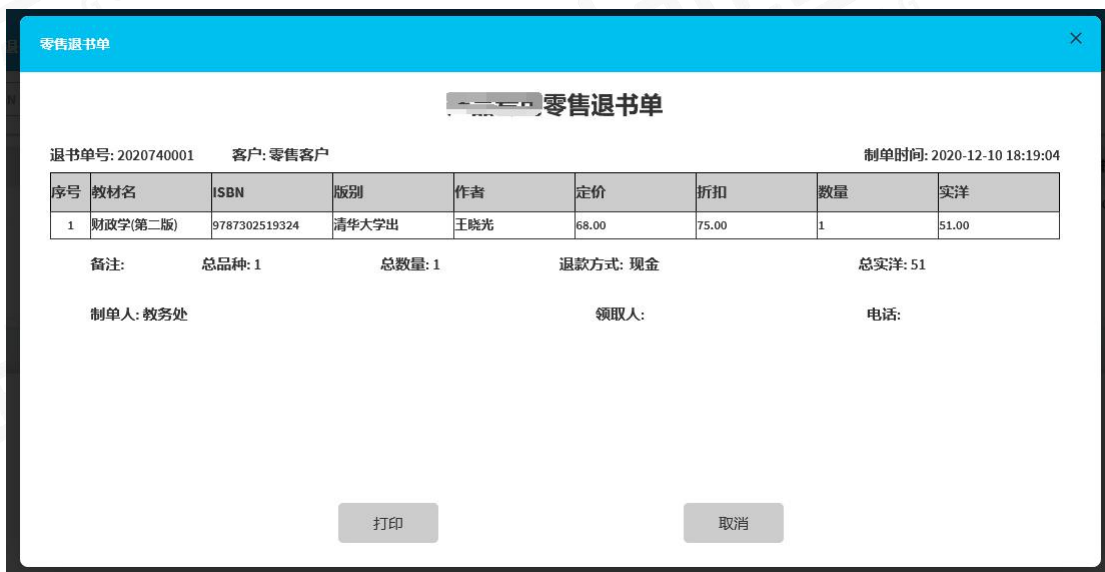 零售退书单
零售退书单
退书单号: 2020740001 客户: 零售客户 制单时间: 2020-12-10 18:19:04
序号 教材名 ISBN 版别 作者 定价 折扣 数量 实洋
1 财政学(第二版) 9787302519324 清华大学出 王晓光 68.00 75.00 1 51.00
备注: 总品种: 1 总数量: 1 退款方式: 现金 总实洋: 51
制单人: 教务处 领取人: 电话:
打印 取消